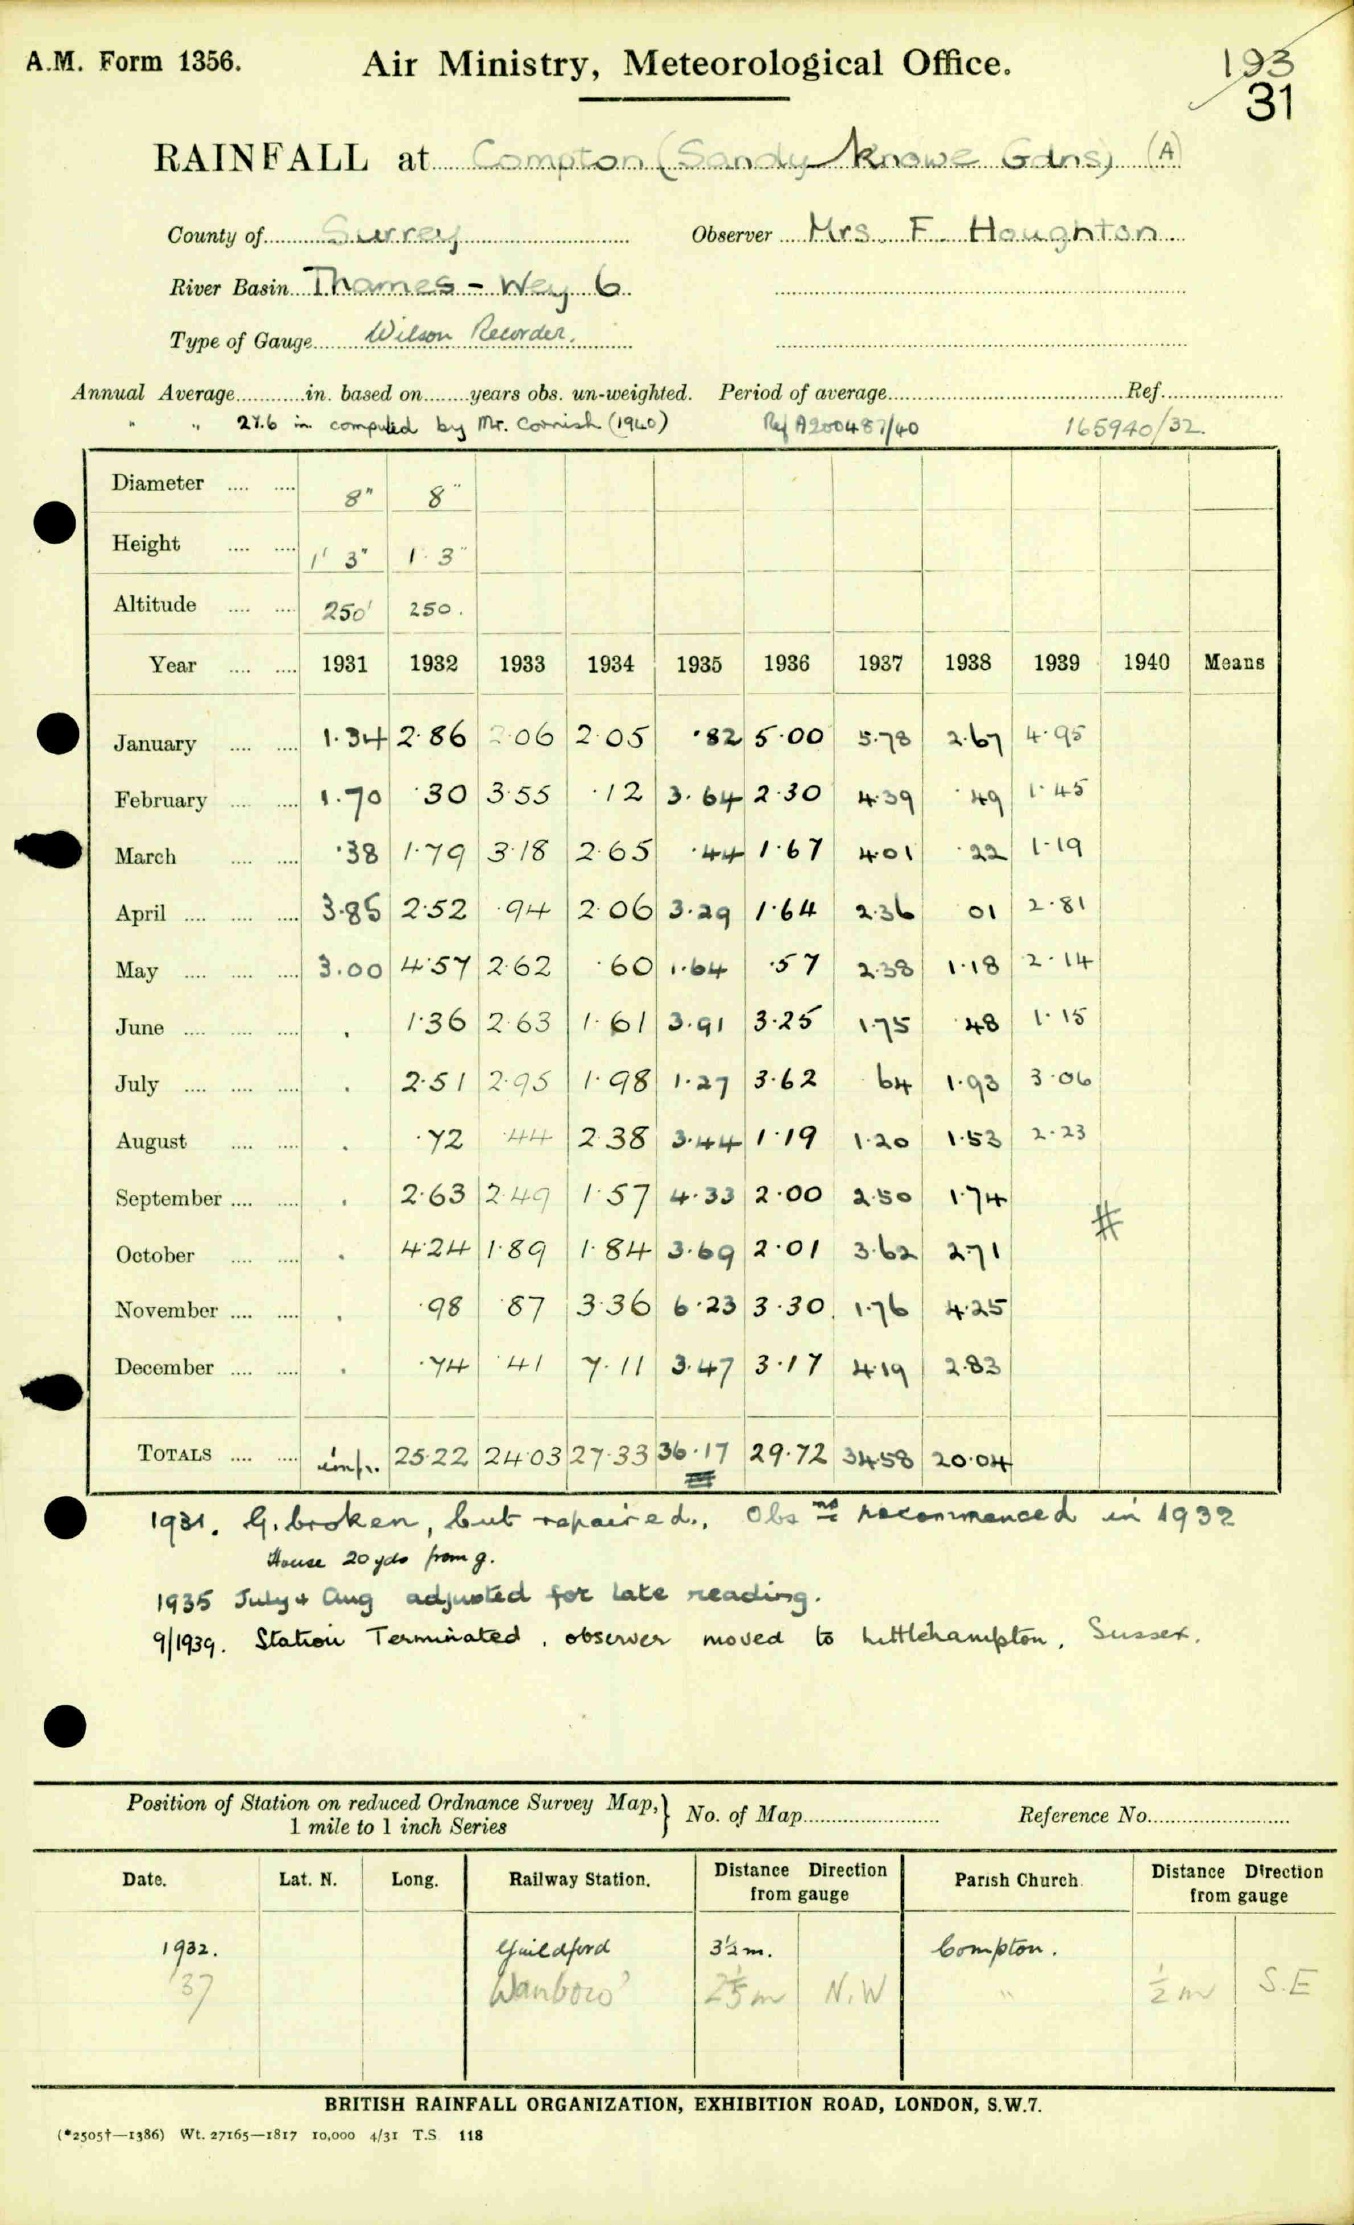 A.M. Form 1356. Air Ministry, Meteorological Office. 193
31
RAINFALL at Compton (Sandy Knowe Gdns) (A)
County of Surrey Observer Mrs. F. Houghton.
River Basin Thames - Wey 6
Type of Gauge Wilson Recorder.
Annual Average in. based on years obs. un-weighted. Period of average Ref.
" " 27.6 in computed by Mr. Cornish (1940) Ref A200487/40 165940/32.
Diameter 8" 8"
Height 1' 3" 1 3"
Altitude 250' 250.
Year 1931 1932 1933 1934 1935 1936 1937 1938 1939 1940 Means
January 1.34 2.86 2.06 2.05 .82 5.00 5.78 2.67 4.95
February 1.70 .30 3.55 .12 3.64 2.30 4.39 .49 1.45
March .38 1.79 3.18 2.65 .44 1.67 4.01 .22 1.19
April 3.85 2.52 .94 2.06 3.29 1.64 2.36 01 2.81
May 3.00 4.57 2.62 .60 1.64 .57 2.38 1.18 2.14
June . 1.36 2.63 1.61 3.91 3.25 1.75 .48 1.15
July . 2.51 2.95 1.98 1.27 3.62 64 1.93 3.06
August . .72 .44 2.38 3.44 1.19 1.20 1.53 2.23
September . 2.63 2.49 1.57 4.33 2.00 2.50 1.74
October . 4.24 1.89 1.84 3.69 2.01 3.62 2.71 #
November . .98 .87 3.36 6.23 3.30. 1.76 4.25
December . .74 .41 7.11 3.47 3.17 4.19 2.83
TOTALS imp. 25.22 24.03 27.33 36.17 29.72 34.58 20.04
1931. G. broken, but repaired., Obsns recommenced in 1932
House 20 yds from g.
1935 July & Aug adjusted for late reading.
9/1939. Station Terminated, observer moved to Littlehampton, Sussex.
Position of Station on reduced Ordnance Survey Map, } No. of Map Reference No.
1 mile to 1 inch Series
Date. Lat. N. Long. Railway Station. Distance Direction from gauge Parish Church Distance Direction from gauge
1932. Guildford 3½ m. Compton.
'37 Wanboro' N.W " ½ m S.E
BRITISH RAINFALL ORGANIZATION, EXHIBITION ROAD, LONDON, S.W.7.
(*2505†—1386) Wt. 27165—1817 10,000 4/31 T.S 118